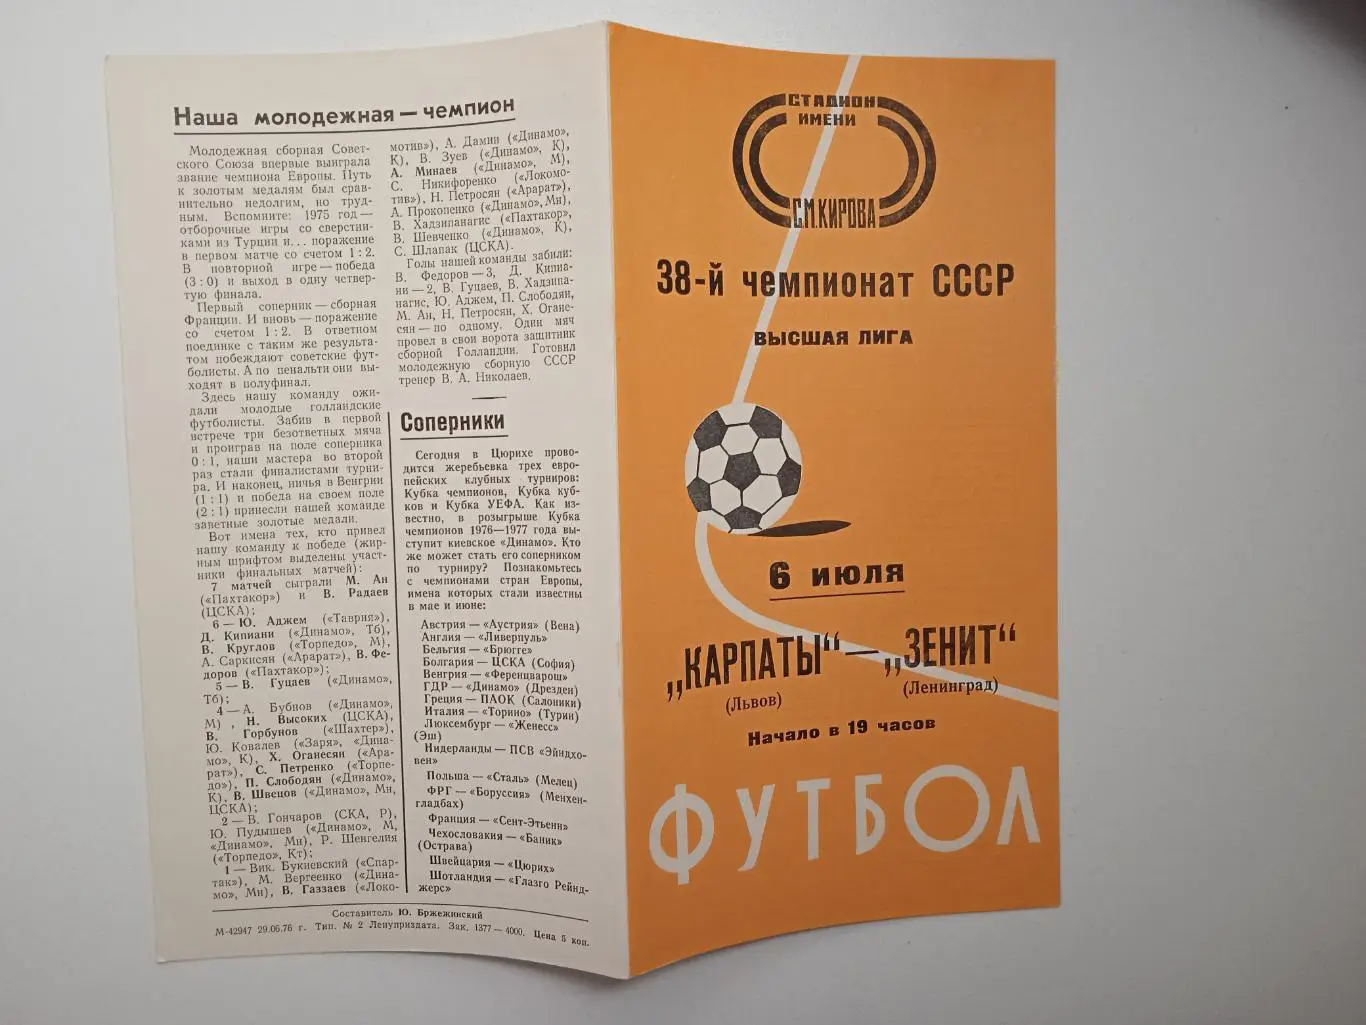 Наша молодежная — чемпион
Молодежная сборная Совет-
ского Союза впервые выиграла
звание чемпиона Европы. Путь
к золотым медалям был срав-
нительно недолгим, но труд-
ным. Вспомните: 1975 год —
отборочные игры со сверстни-
ками из Турции и... поражение
в первом матче со счетом 1 : 2.
В повторной игре — победа
(3 : 0) и выход в одну четвер-
тую финала.
Первый соперник — сборная
Франции. И вновь — поражение
со счетом 1 : 2. В ответном
поединке с таким же результа-
том побеждают советские фут-
болисты. А по пенальти они вы-
ходят в полуфинал.
Здесь нашу команду ожи-
дали молодые голландские
футболисты. Забив в первой
встрече три безответных мяча
и проиграв на поле соперника
0 : 1, наши мастера во второй
раз стали финалистами турни-
ра. И наконец, ничья в Венгрии
(1 : 1) и победа на своем поле
(2 : 1) принесли нашей команде
заветные золотые медали.
Вот имена тех, кто привел
нашу команду к победе (жир-
ным шрифтом выделены участ-
ники финальных матчей):
7 матчей сыграли М. Ан
(«Пахтакор») и В. Радаев
(ЦСКА);
6 — Ю. Аджем («Таврия»),
Д. Кипиани («Динамо», Тб),
В. Круглов («Торпедо», М),
А. Саркисян («Арарат»), В. Фе-
доров («Пахтакор»);
5 — В. Гуцаев («Динамо»,
Тб);
4 — А. Бубнов («Динамо»,
М), Н. Высоких (ЦСКА),
В. Горбунов («Шахтер»),
Ю. Ковалев («Заря», «Дина-
мо», К), Х. Оганесян («Ара-
рат»), С. Петренко («Торпе-
до»), П. Слободян («Динамо»,
К), В. Швецов («Динамо», Мн,
ЦСКА);
2 — В. Гончаров (СКА, Р),
Ю. Пудышев («Динамо», М,
«Динамо», Мн), Р. Шенгелия
(«Торпедо», Кт);
1 — Вик. Букиевский («Спар-
так»), М. Вергеенко («Дина-
мо», Мн), В. Газзаев («Локо-
мотив»), А. Дамин («Динамо»,
К), В. Зуев («Динамо», К),
А. Минаев («Динамо», М),
С. Никифоренко («Локомо-
тив»), Н. Петросян («Арарат»),
А. Прокопенко («Динамо», Мн),
В. Хадзипанагис («Пахтакор»),
В. Шевченко («Динамо», К),
С. Шлапак (ЦСКА).
Голы нашей команды забили:
В. Федоров — 3, Д. Кипиа-
ни — 2, В. Гуцаев, В. Хадзипа-
нагис, Ю. Аджем, П. Слободян,
М. Ан, Н. Петросян, Х. Огане-
сян — по одному. Один мяч
провел в свои ворота защитник
сборной Голландии. Готовил
молодежную сборную СССР
тренер В. А. Николаев.
Соперники
Сегодня в Цюрихе прово-
дится жеребьевка трех евро-
пейских клубных турниров:
Кубка чемпионов, Кубка куб-
ков и Кубка УЕФА. Как из-
вестно, в розыгрыше Кубка
чемпионов 1976—1977 года вы-
ступит киевское «Динамо». Кто
же может стать его соперником
по турниру? Познакомьтесь
с чемпионами стран Европы,
имена которых стали известны
в мае и июне:
Австрия — «Аустрия» (Вена)
Англия — «Ливерпуль»
Бельгия — «Брюгге»
Болгария — ЦСКА (София)
Венгрия — «Ференцварош»
ГДР — «Динамо» (Дрезден)
Греция — ПАОК (Салоники)
Италия — «Торино» (Турин)
Люксембург — «Женесс»
(Эш)
Нидерланды — ПСВ «Эйндхо-
вен»
Польша — «Сталь» (Мелец)
ФРГ — «Боруссия» (Менхен-
гладбах)
Франция — «Сент-Этьенн»
Чехословакия — «Баник»
(Острава)
Швейцария — «Цюрих»
Шотландия — «Глазго Рейнд-
жерс»
Составитель Ю. Бржежинский
М-42947 29.06.76 г. Тип. № 2 Ленуприздата. Зак. 1377 — 4000. Цена 5 коп.
СТАДИОН
ИМЕНИ
С.М.КИРОВА
38-й чемпионат СССР
ВЫСШАЯ ЛИГА
6 июля
„КАРПАТЫ“ — „ЗЕНИТ“
(Львов) (Ленинград)
Начало в 19 часов
ФУТБОЛ